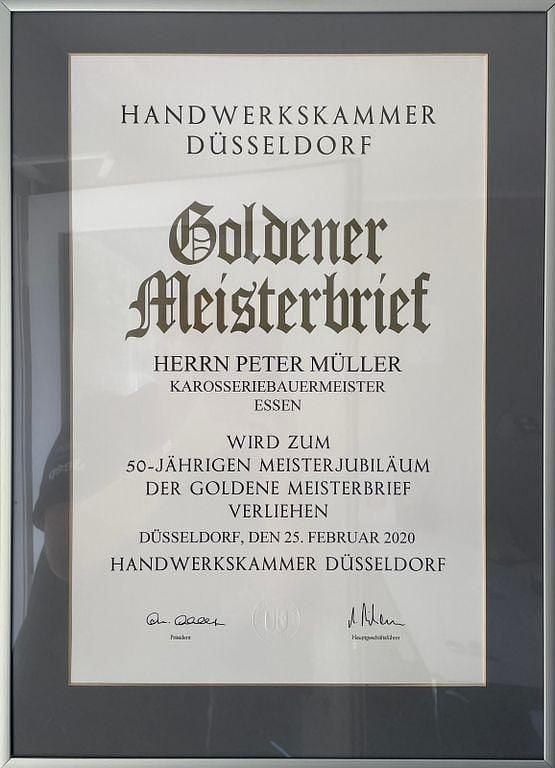 HANDWERKSKAMMER
DÜSSELDORF
Goldener
Meisterbrief
HERRN PETER MÜLLER
KAROSSERIEBAUERMEISTER
ESSEN
WIRD ZUM
50-JÄHRIGEN MEISTERJUBILÄUM
DER GOLDENE MEISTERBRIEF
VERLIEHEN
DÜSSELDORF, DEN 25. FEBRUAR 2020
HANDWERKSKAMMER DÜSSELDORF
Präsident
Hauptgeschäftsführer